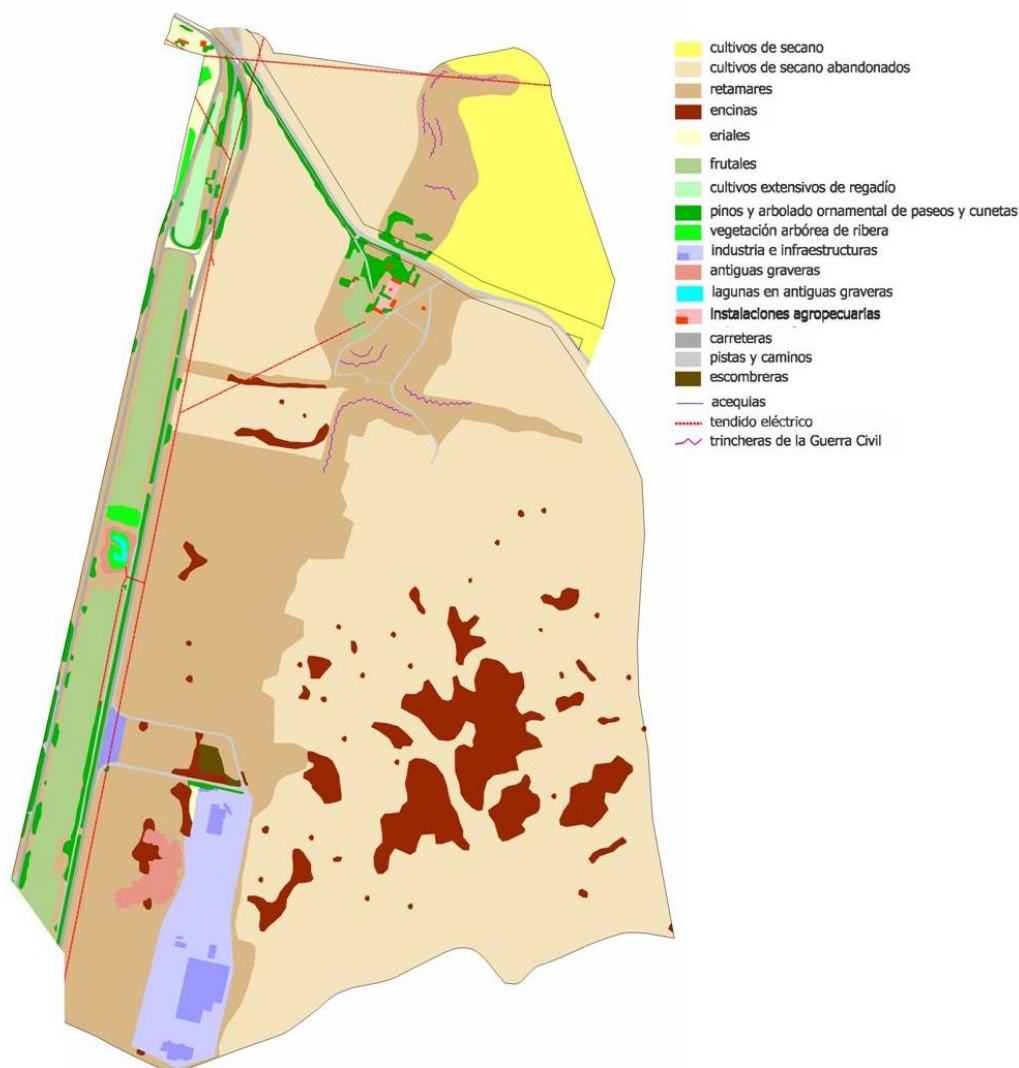 cultivos de secano
cultivos de secano abandonados
retamares
encinas
eriales
frutales
cultivos extensivos de regadío
pinos y arbolado ornamental de paseos y cunetas
vegetación arbórea de ribera
industria e infraestructuras
antiguas graveras
lagunas en antiguas graveras
Instalaciones agropecuarias
carreteras
pistas y caminos
escombreras
acequias
tendido eléctrico
trincheras de la Guerra Civil